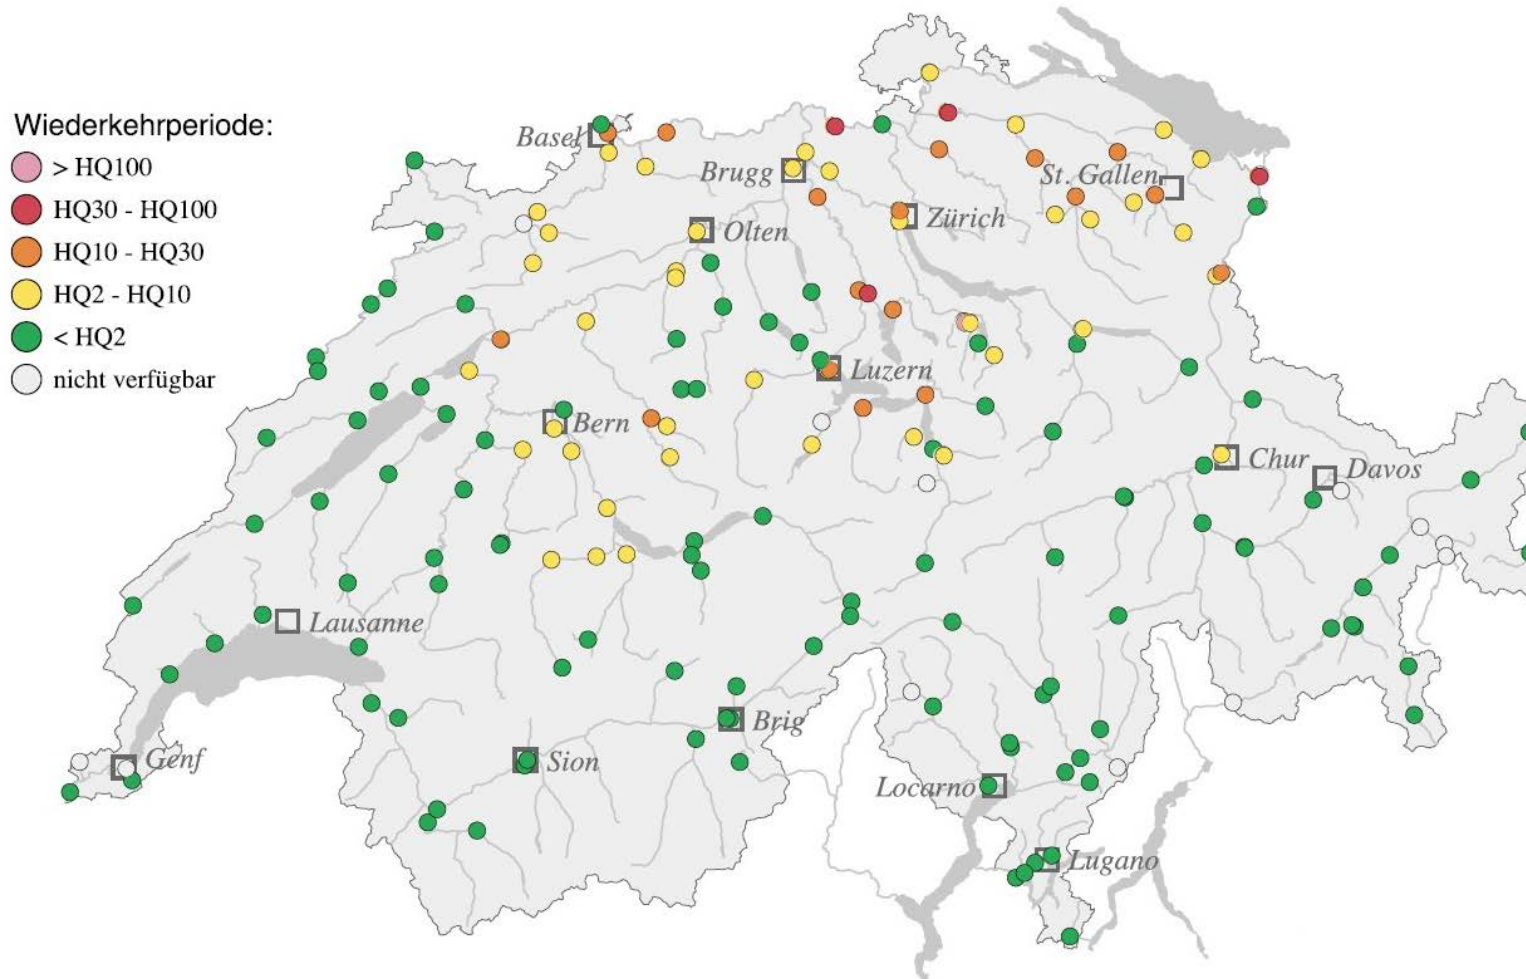 Wiederkehrperiode:
> HQ100
HQ30 - HQ100
HQ10 - HQ30
HQ2 - HQ10
< HQ2
nicht verfügbar
Basel
Brugg
St. Gallen
Olten
Zürich
Luzern
Bern
Chur
Davos
Lausanne
Brig
Genf
Sion
Locarno
Lugano